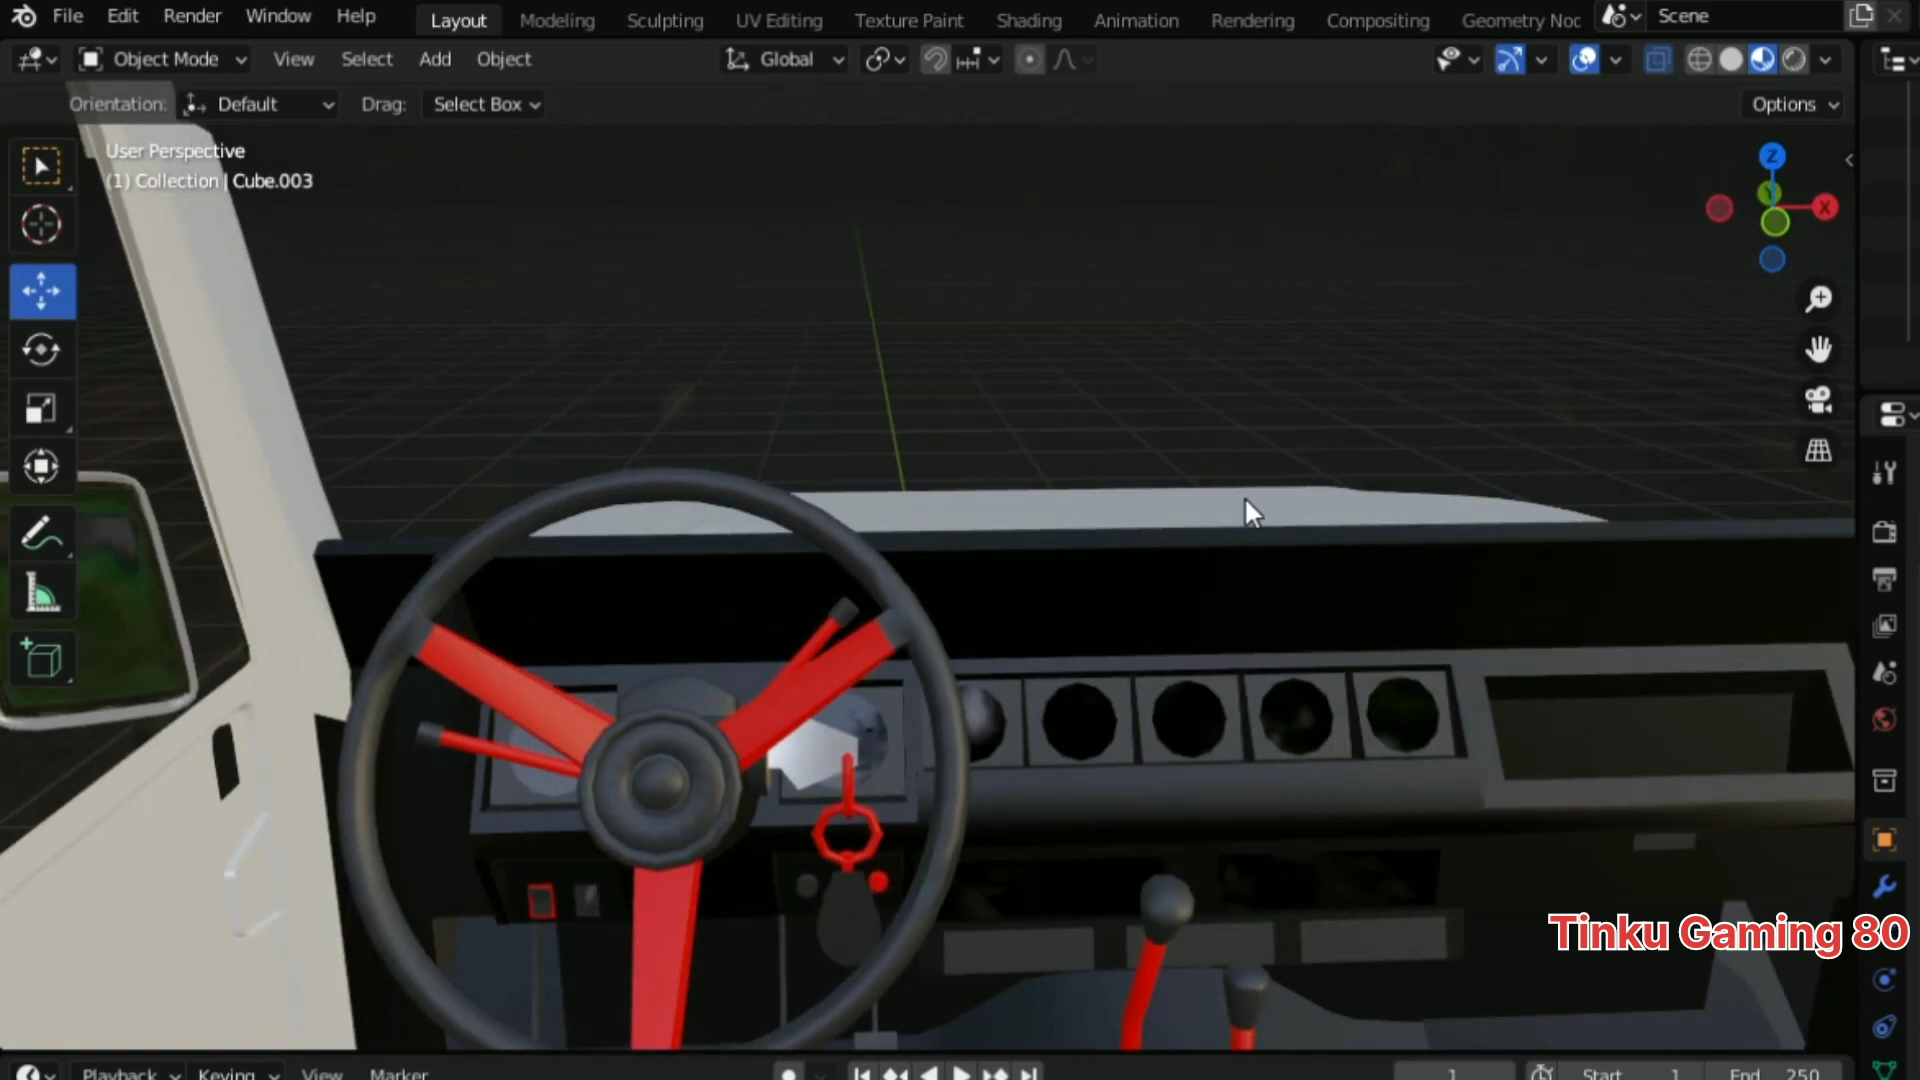 File Edit Render Window Help Layout Modeling Sculpting UV Editing Texture Paint Shading Animation Rendering Compositing Geometry Noc Scene
Object Mode View Select Add Object Global
Orientation: Default Drag: Select Box Options
User Perspective
(1) Collection | Cube.003
Z
Y
X
Tinku Gaming 80
Playback Keying View Marker 1 Start 1 End 250